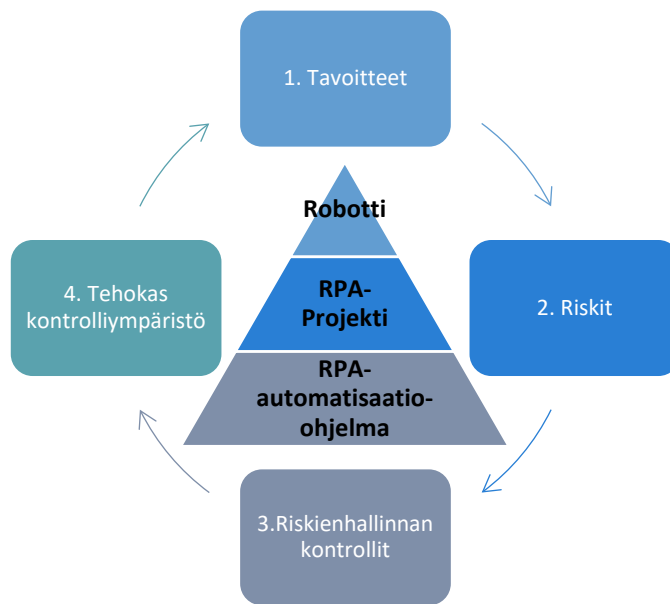 1. Tavoitteet
2. Riskit
3.Riskienhallinnan
kontrollit
4. Tehokas
kontrolliympäristö
Robotti
RPA-
Projekti
RPA-
automatisaatio-
ohjelma